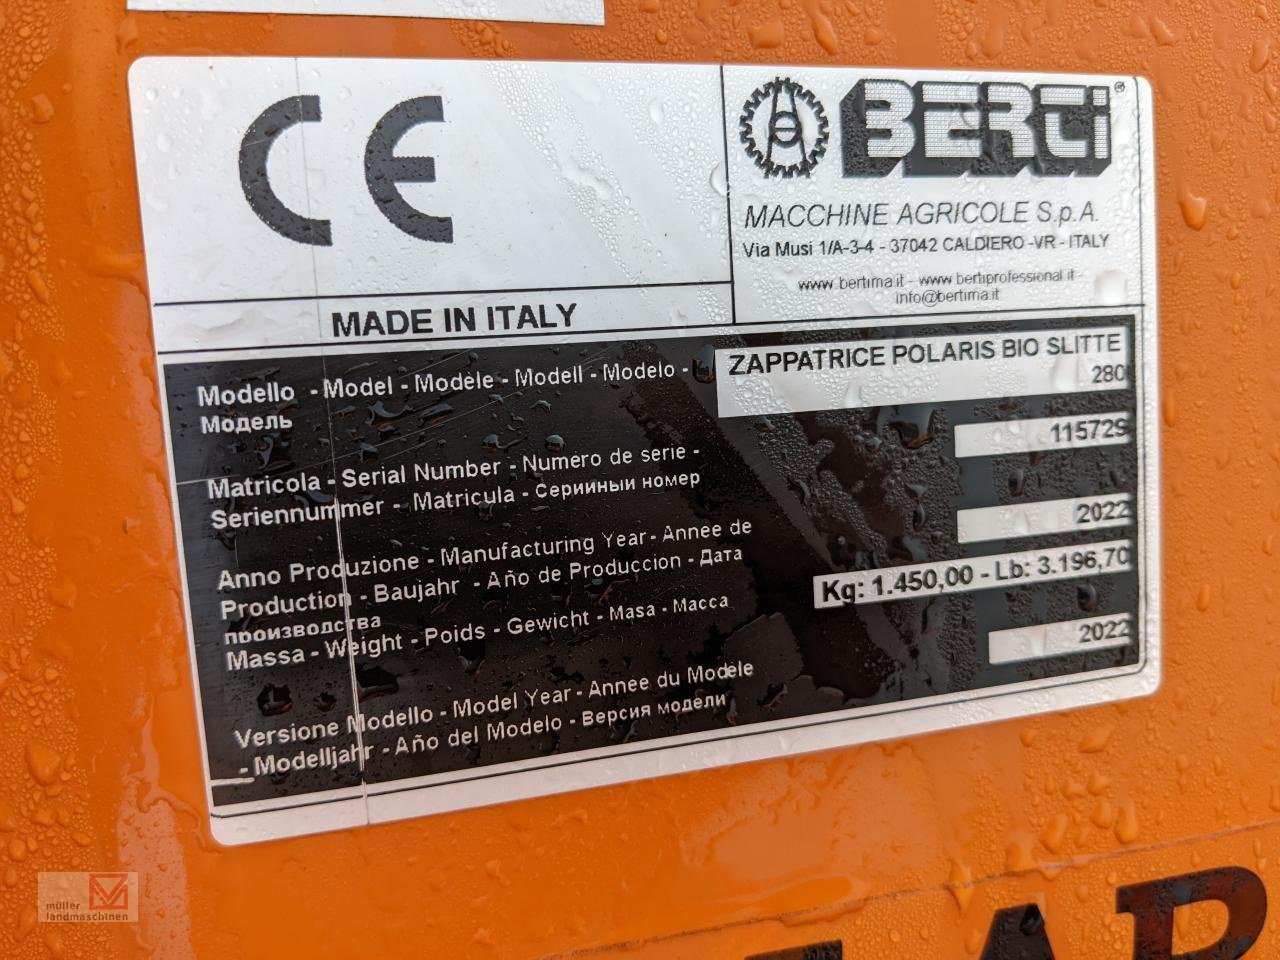 CE
BERTI®
MACCHINE AGRICOLE S.p.A.
Via Musi 1/A-3-4 - 37042 CALDIERO -VR - ITALY
www.bertima.it - www.bertiprofessional.it -
info@bertima.it
MADE IN ITALY
Modello - Model - Modéle - Modell - Modelo -
Модель
ZAPPATRICE POLARIS BIO SLITTE
280
Matricola - Serial Number - Numéro de serie -
Seriennummer - Matricula - Серииныи номер
115729
Anno Produzione - Manufacturing Year - Annee de
Production - Baujahr - Año de Produccion - Дата
производства
2022
Massa - Weight - Poids - Gewicht - Masa - Масса
Kg: 1.450,00 - Lb: 3.196,70
Versione Modello - Model Year - Annee du Modéle
- Modelljahr - Año del Modelo - Версия модели
2022
müller
landmaschinen